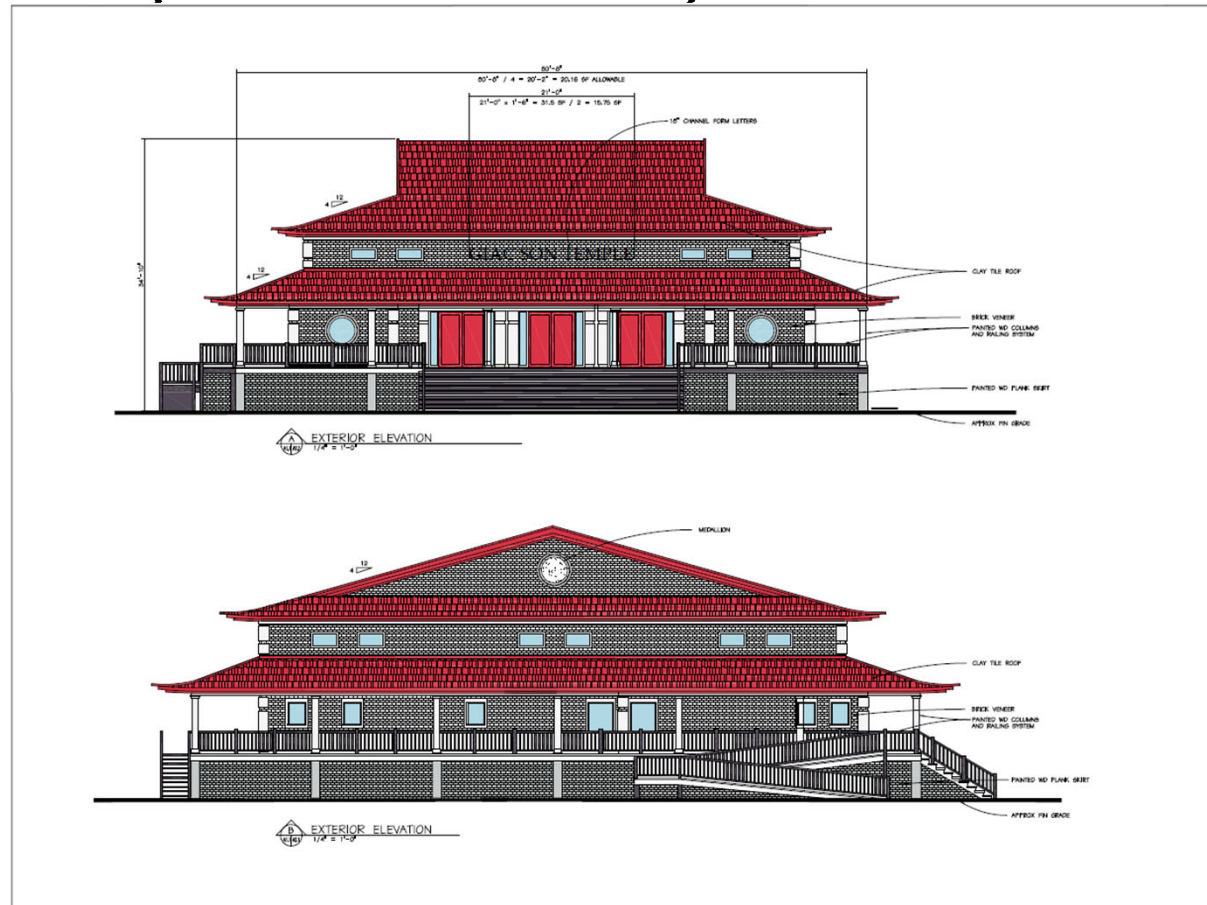 80'-8"
80'-8" / 4 = 20'-2" = 20.16 SF ALLOWABLE
21'-0"
21'-0" x 1'-6" = 31.5 SF / 2 = 15.75 SF
18" CHANNEL FORM LETTERS
12
4
GIAC SON TEMPLE
12
4
34'-10"
CLAY TILE ROOF
BRICK VENEER
PAINTED WD COLUMNS
AND RAILING SYSTEM
PAINTED WD PLANK SKIRT
APPROX FIN GRADE
A
EXTERIOR ELEVATION
1/4" = 1'-0"
MEDALLION
12
4
CLAY TILE ROOF
BRICK VENEER
PAINTED WD COLUMNS
AND RAILING SYSTEM
PAINTED WD PLANK SKIRT
APPROX FIN GRADE
B
EXTERIOR ELEVATION
1/4" = 1'-0"